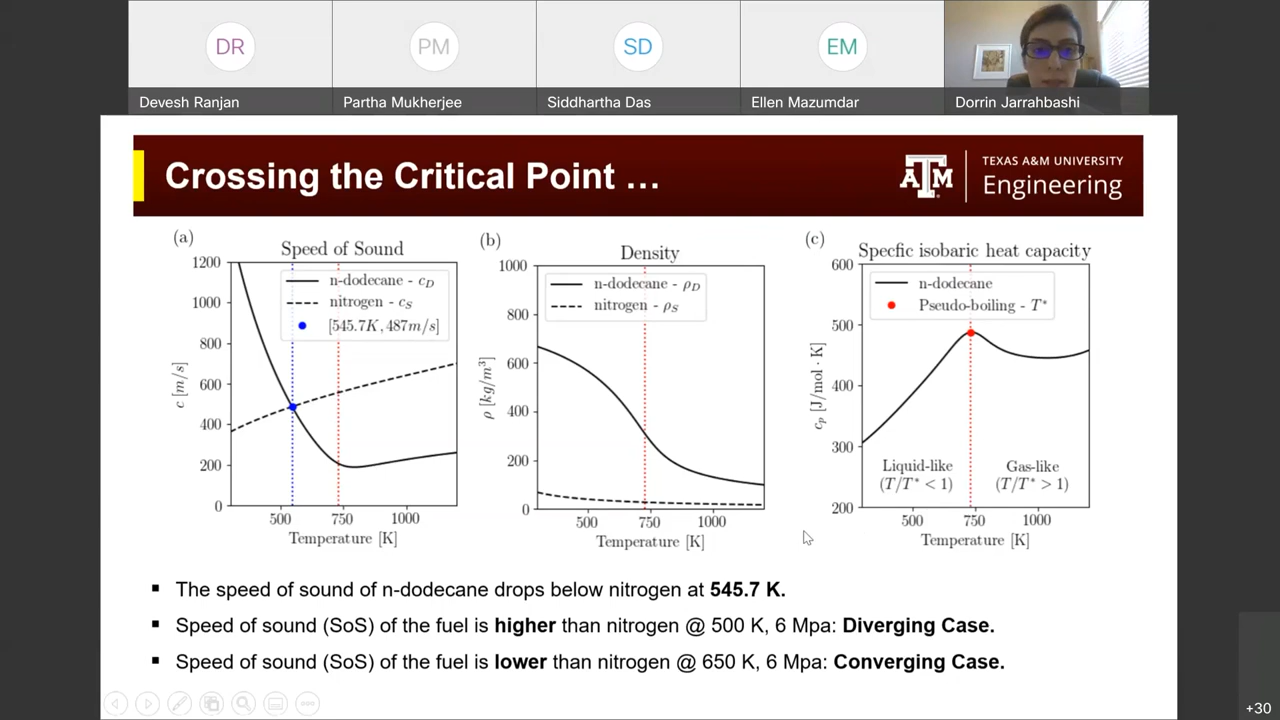 DR
PM
SD
EM
Devesh Ranjan
Partha Mukherjee
Siddhartha Das
Ellen Mazumdar
Dorrin Jarrahbashi
Crossing the Critical Point …
ATM
TEXAS A&M UNIVERSITY
Engineering
(a)
Speed of Sound
1200
1000
800
600
400
200
0
c [m/s]
n-dodecane - c_D
nitrogen - c_S
[545.7K, 487m/s]
500
750
1000
Temperature [K]
(b)
Density
1000
800
600
400
200
0
ρ [kg/m³]
n-dodecane - ρ_D
nitrogen - ρ_S
500
750
1000
Temperature [K]
(c)
Specfic isobaric heat capacity
600
500
400
300
200
c_p [J/mol · K]
n-dodecane
Pseudo-boiling - T*
Liquid-like
(T/T* < 1)
Gas-like
(T/T* > 1)
500
750
1000
Temperature [K]
▪ The speed of sound of n-dodecane drops below nitrogen at 545.7 K.
▪ Speed of sound (SoS) of the fuel is higher than nitrogen @ 500 K, 6 Mpa: Diverging Case.
▪ Speed of sound (SoS) of the fuel is lower than nitrogen @ 650 K, 6 Mpa: Converging Case.
+30